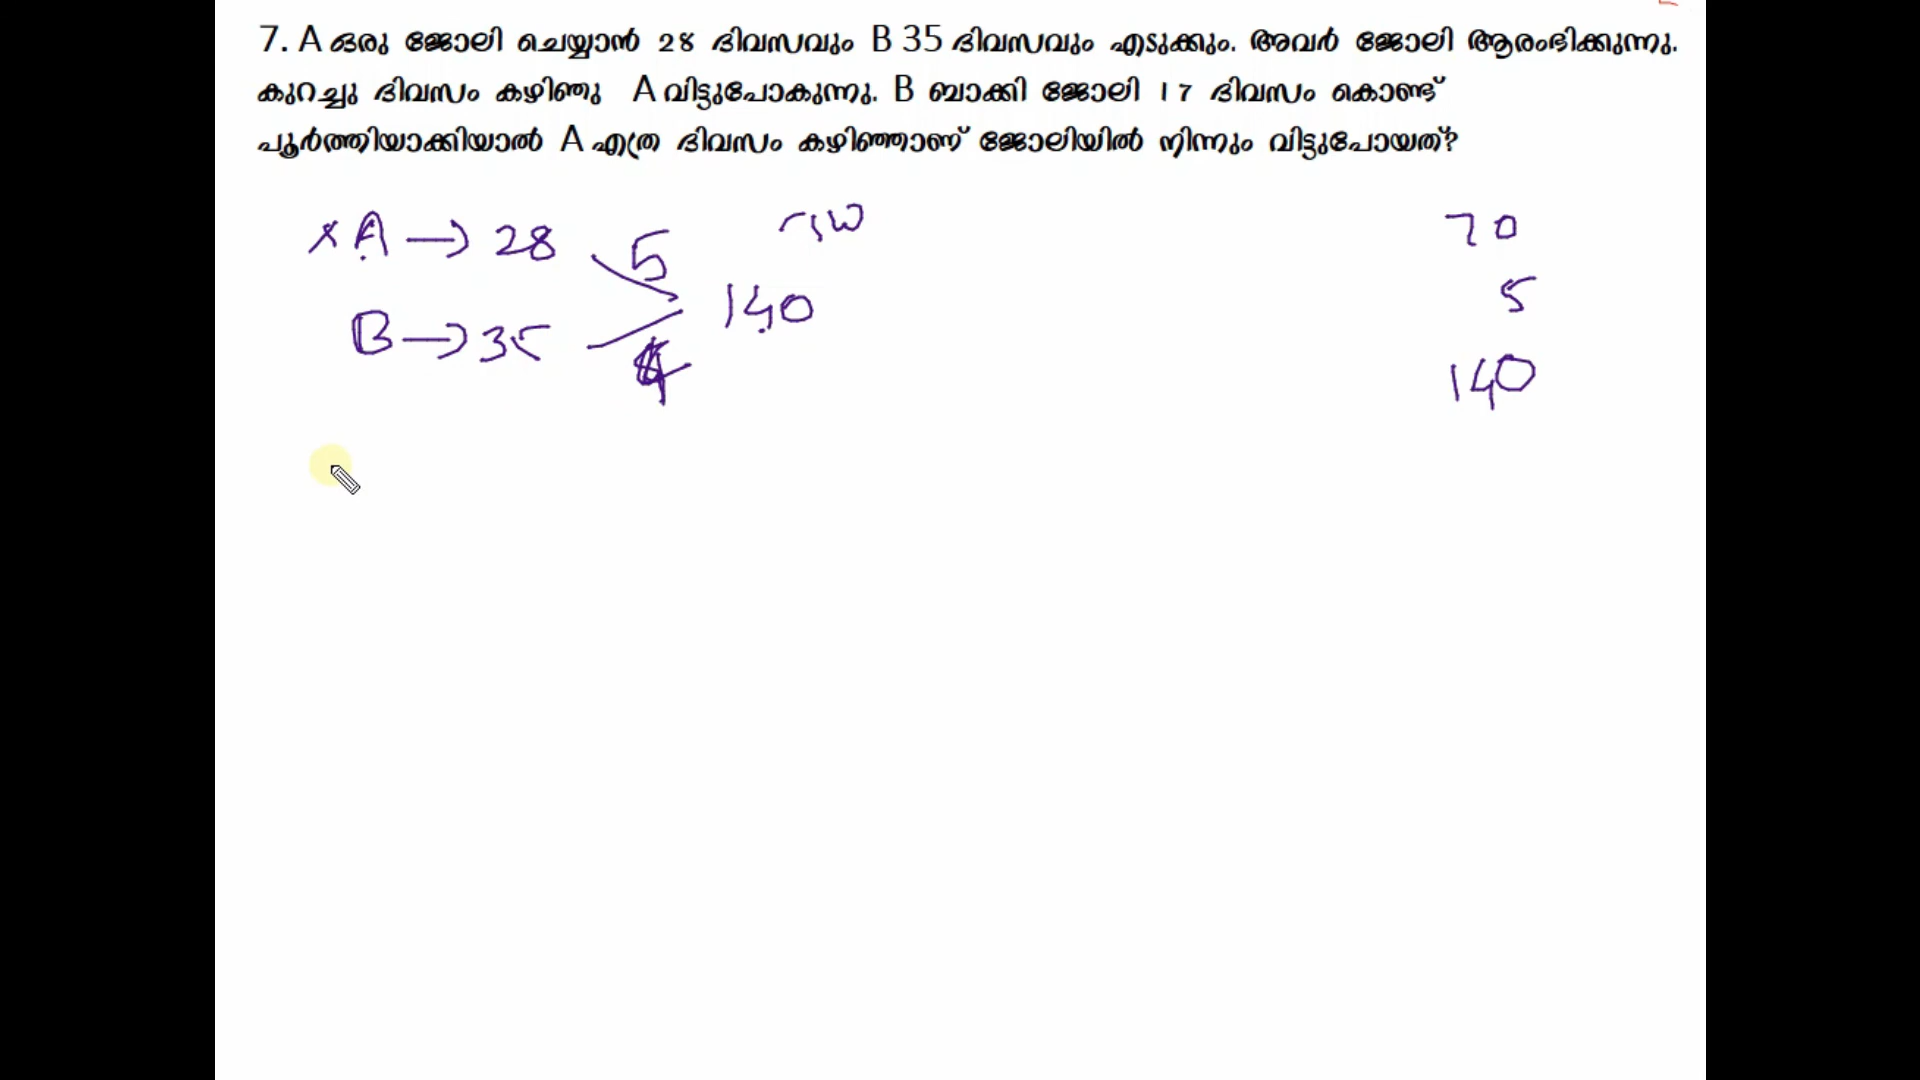 7. A ഒരു ജോലി ചെയ്യാൻ 28 ദിവസവും B 35 ദിവസവും എടുക്കും. അവർ ജോലി ആരംഭിക്കുന്നു.
കുറച്ചു ദിവസം കഴിഞു A വിട്ടുപോകുന്നു. B ബാക്കി ജോലി 17 ദിവസം കൊണ്ട്
പൂർത്തിയാക്കിയാൽ A എത്ര ദിവസം കഴിഞ്ഞാണ് ജോലിയിൽ നിന്നും വിട്ടുപോയത്?
× A → 28 5 70
140 5
B → 35 4 140